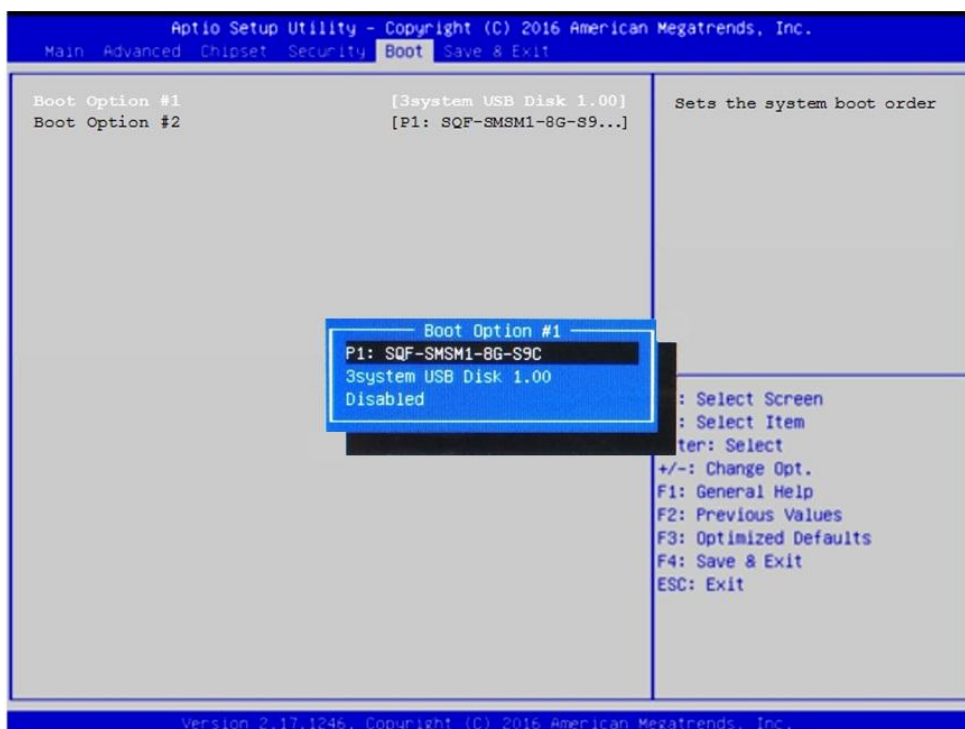 Aptio Setup Utility - Copyright (C) 2016 American Megatrends, Inc.
Main Advanced Chipset Security Boot Save & Exit
Boot Option #1 [3system USB Disk 1.00]
Boot Option #2 [P1: SQF-SMSM1-8G-S9...]
Sets the system boot order
Boot Option #1
P1: SQF-SMSM1-8G-S9C
3system USB Disk 1.00
Disabled
: Select Screen
: Select Item
ter: Select
+/-: Change Opt.
F1: General Help
F2: Previous Values
F3: Optimized Defaults
F4: Save & Exit
ESC: Exit
Version 2.17.1246. Copyright (C) 2016 American Megatrends, Inc.